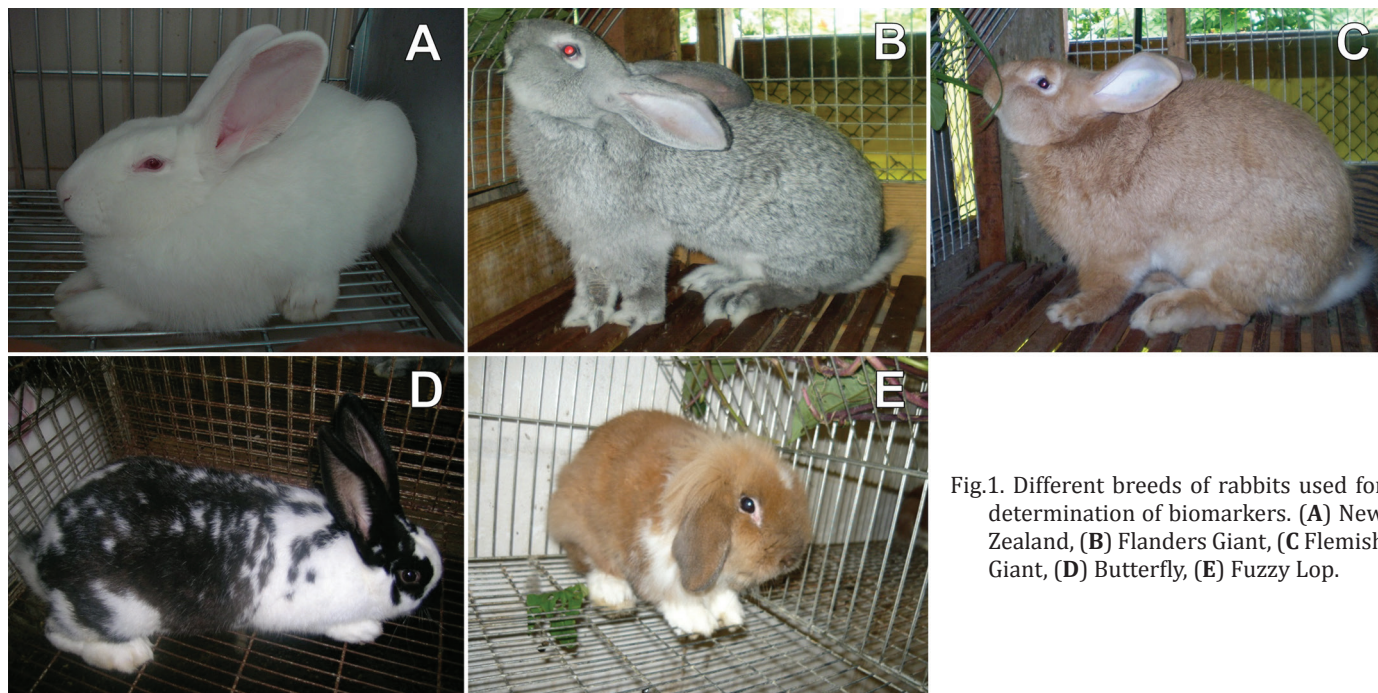 A
B
C
D
E
Fig.1. Different breeds of rabbits used for
determination of biomarkers. (A) New
Zealand, (B) Flanders Giant, (C Flemish
Giant, (D) Butterfly, (E) Fuzzy Lop.